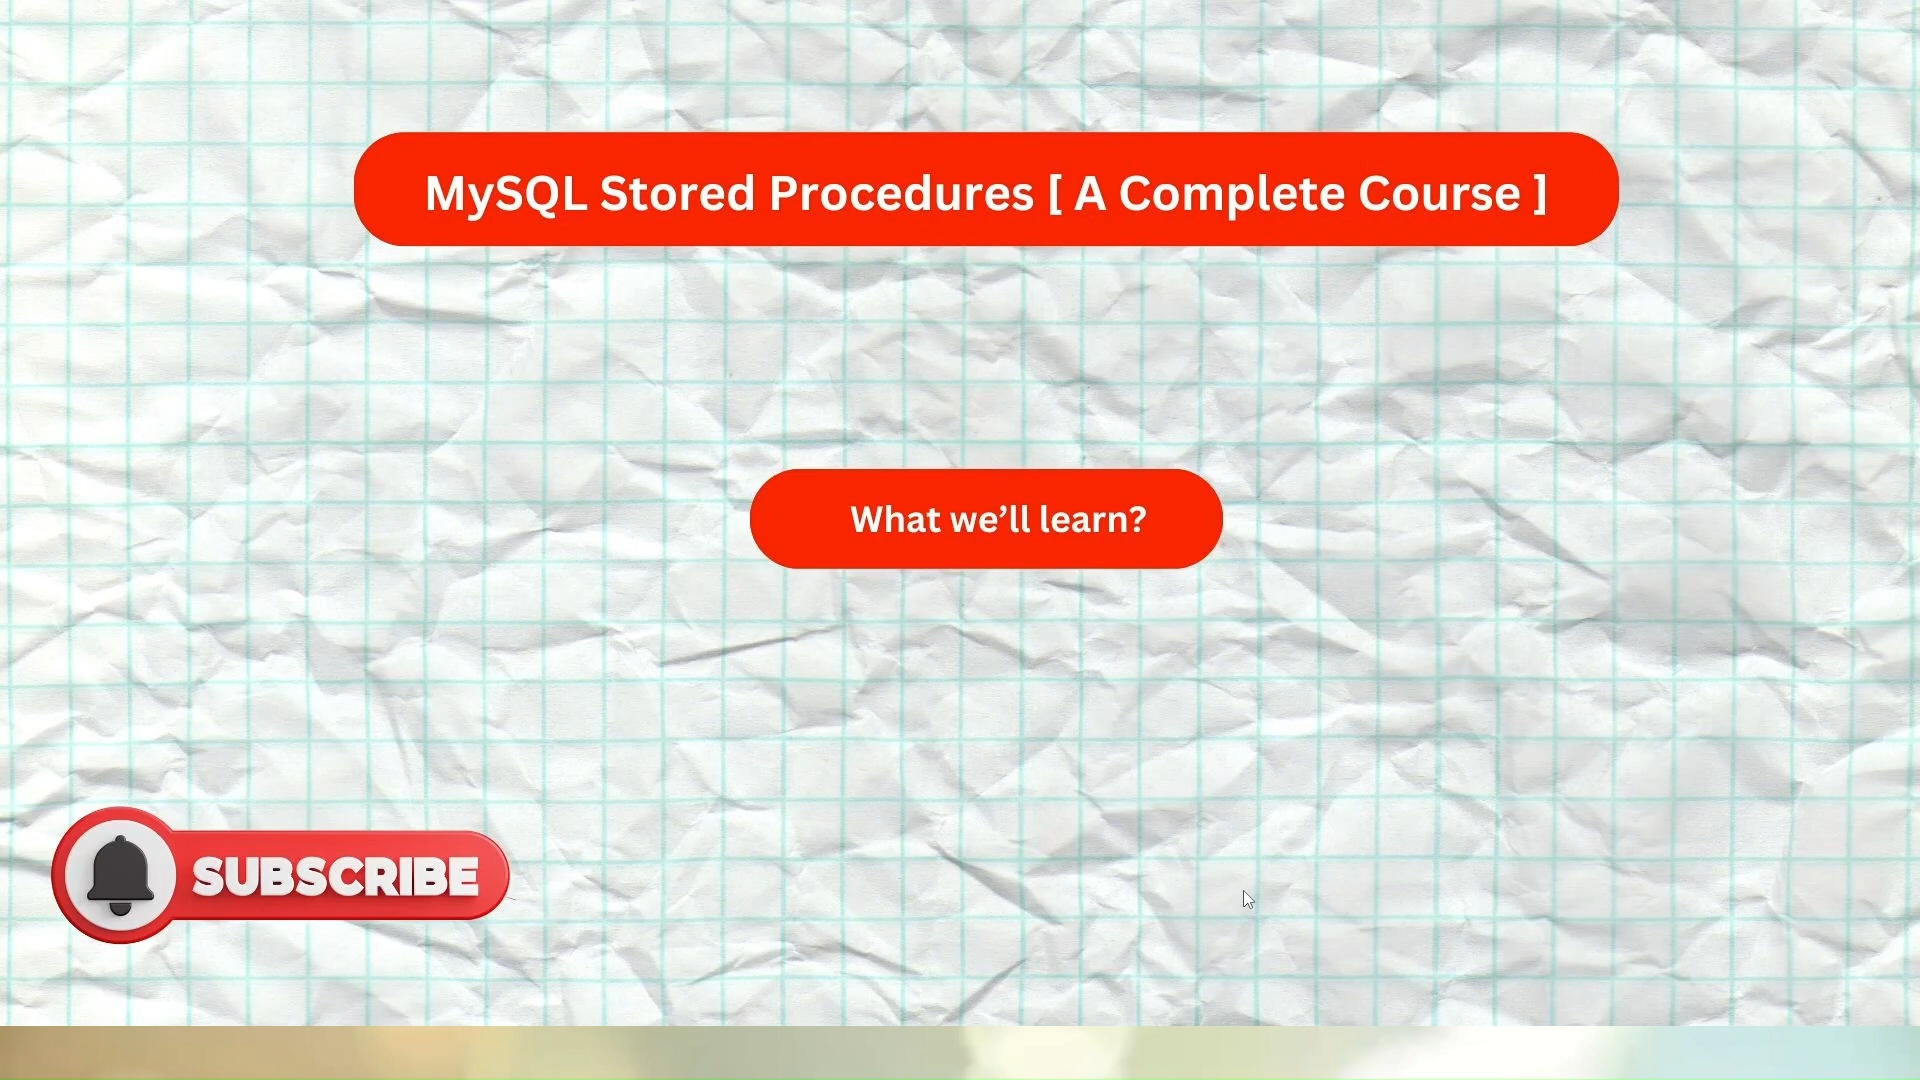 MySQL Stored Procedures [ A Complete Course ]
What we’ll learn?
SUBSCRIBE